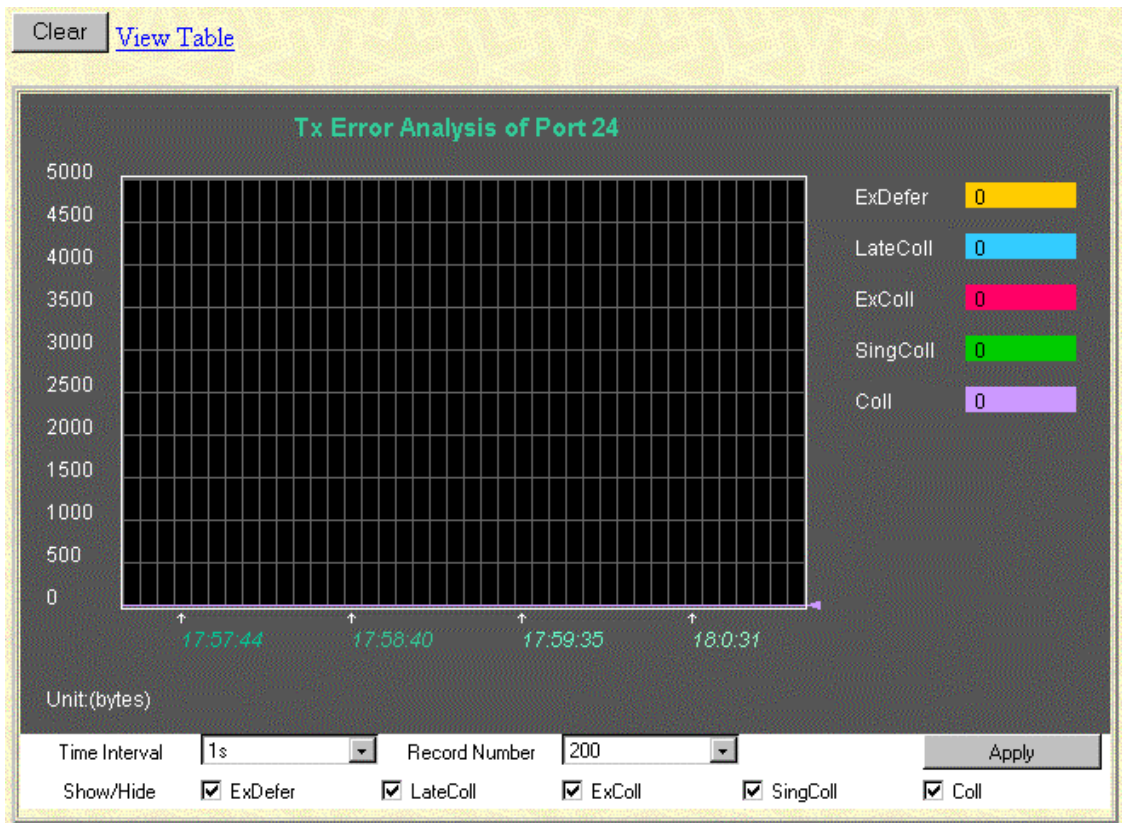 Clear View Table
Tx Error Analysis of Port 24
5000
4500
4000
3500
3000
2500
2000
1500
1000
500
0
ExDefer 0
LateColl 0
ExColl 0
SingColl 0
Coll 0
17:57:44 17:58:40 17:59:35 18:0:31
Unit:(bytes)
Time Interval 1s Record Number 200 Apply
Show/Hide ExDefer LateColl ExColl SingColl Coll